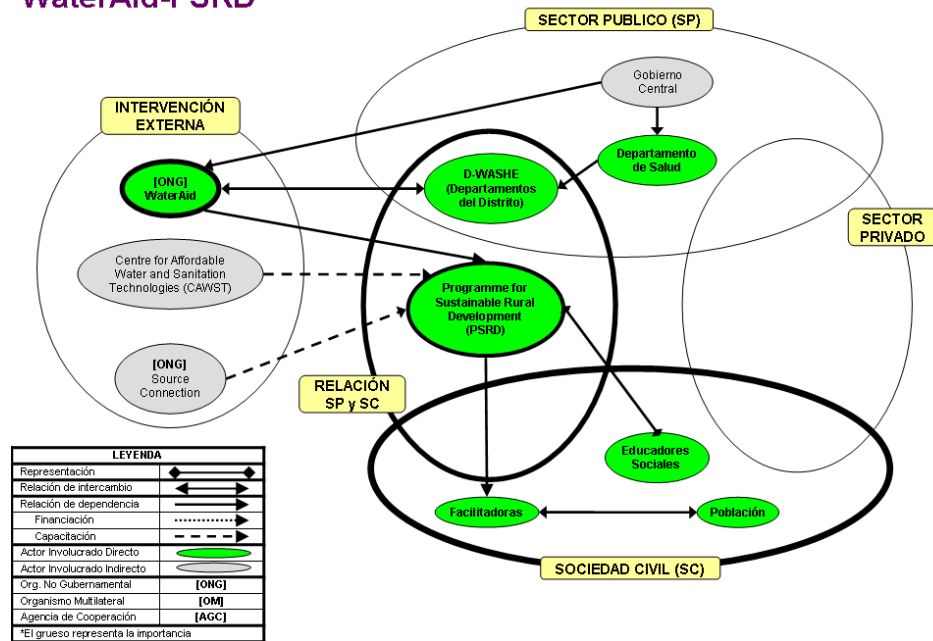 WaterAid-PSRD
SECTOR PUBLICO (SP)
Gobierno
Central
INTERVENCIÓN
EXTERNA
Departamento
de Salud
[ONG]
WaterAid
D-WASHE
(Departamentos
del Distrito)
SECTOR
PRIVADO
Centre for Affordable
Water and Sanitation
Technologies (CAWST)
Programme for
Sustainable Rural
Development
(PSRD)
[ONG]
Source
Connection
RELACIÓN
SP y SC
Educadores
Sociales
Facilitadoras
Población
SOCIEDAD CIVIL (SC)
LEYENDA
Representación
Relación de intercambio
Relación de dependencia
Financiación
Capacitación
Actor Involucrado Directo
Actor Involucrado Indirecto
Org. No Gubernamental [ONG]
Organismo Multilateral [OM]
Agencia de Cooperación [AGC]
*El grueso representa la importancia